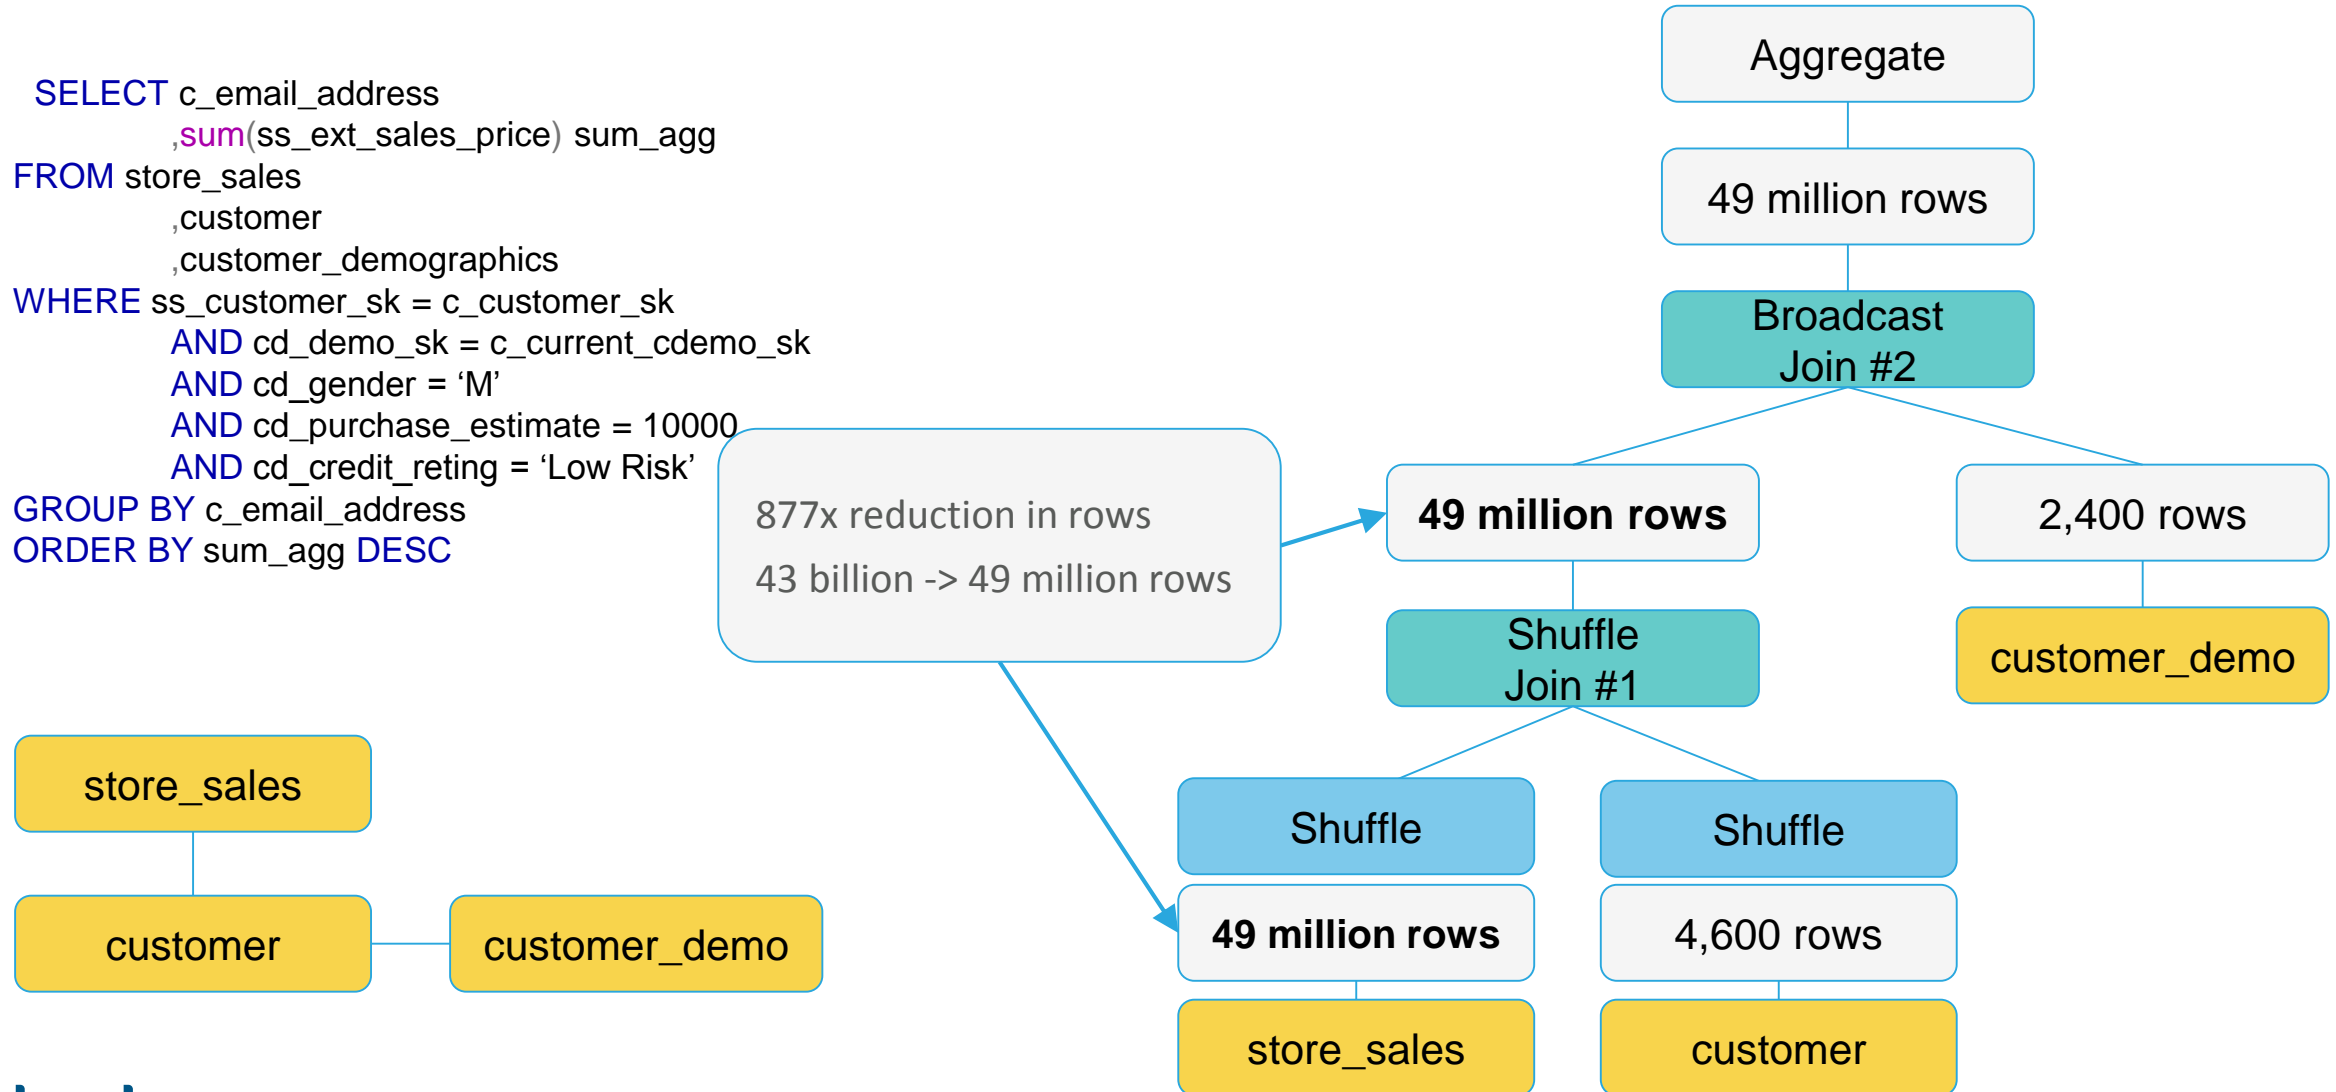 SELECT c_email_address
,sum(ss_ext_sales_price) sum_agg
FROM store_sales
,customer
,customer_demographics
WHERE ss_customer_sk = c_customer_sk
AND cd_demo_sk = c_current_cdemo_sk
AND cd_gender = ‘M’
AND cd_purchase_estimate = 10000
AND cd_credit_reting = ‘Low Risk’
GROUP BY c_email_address
ORDER BY sum_agg DESC
877x reduction in rows
43 billion -> 49 million rows
store_sales
customer
customer_demo
Aggregate
49 million rows
Broadcast
Join #2
49 million rows
2,400 rows
Shuffle
Join #1
customer_demo
Shuffle
Shuffle
49 million rows
4,600 rows
store_sales
customer